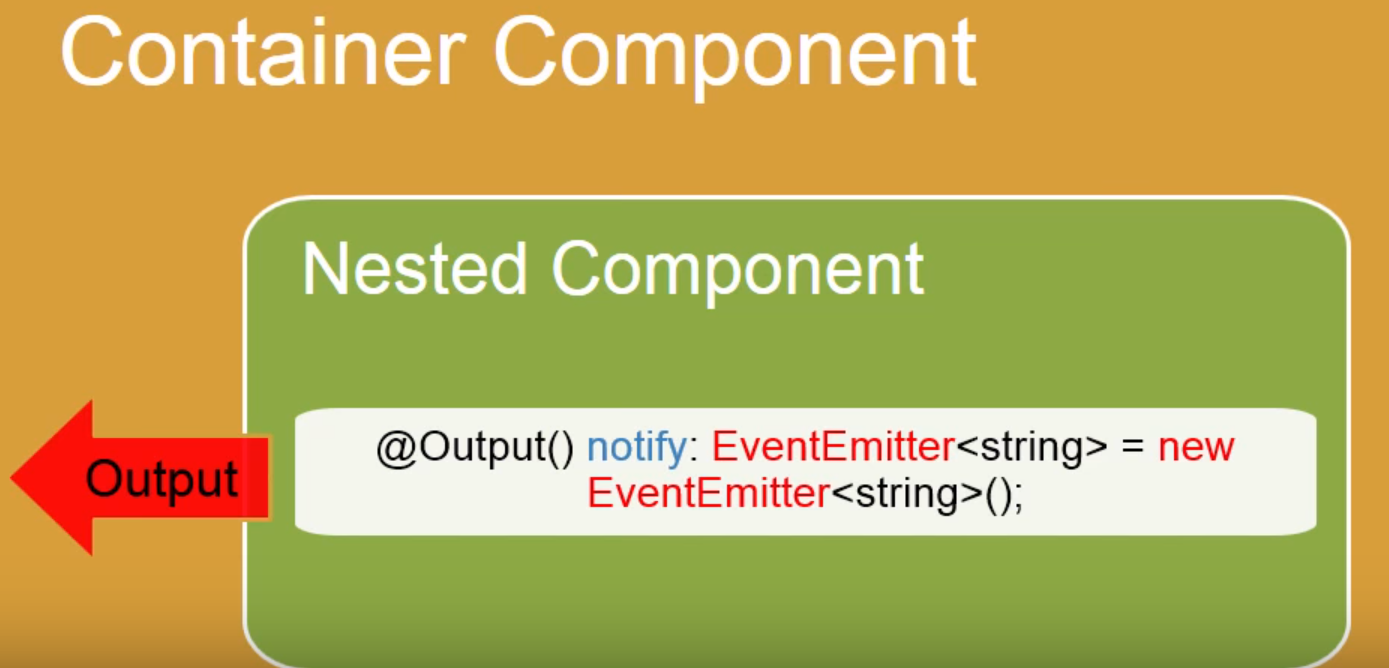 Container Component
Nested Component
@Output() notify: EventEmitter<string> = new
EventEmitter<string>();
Output